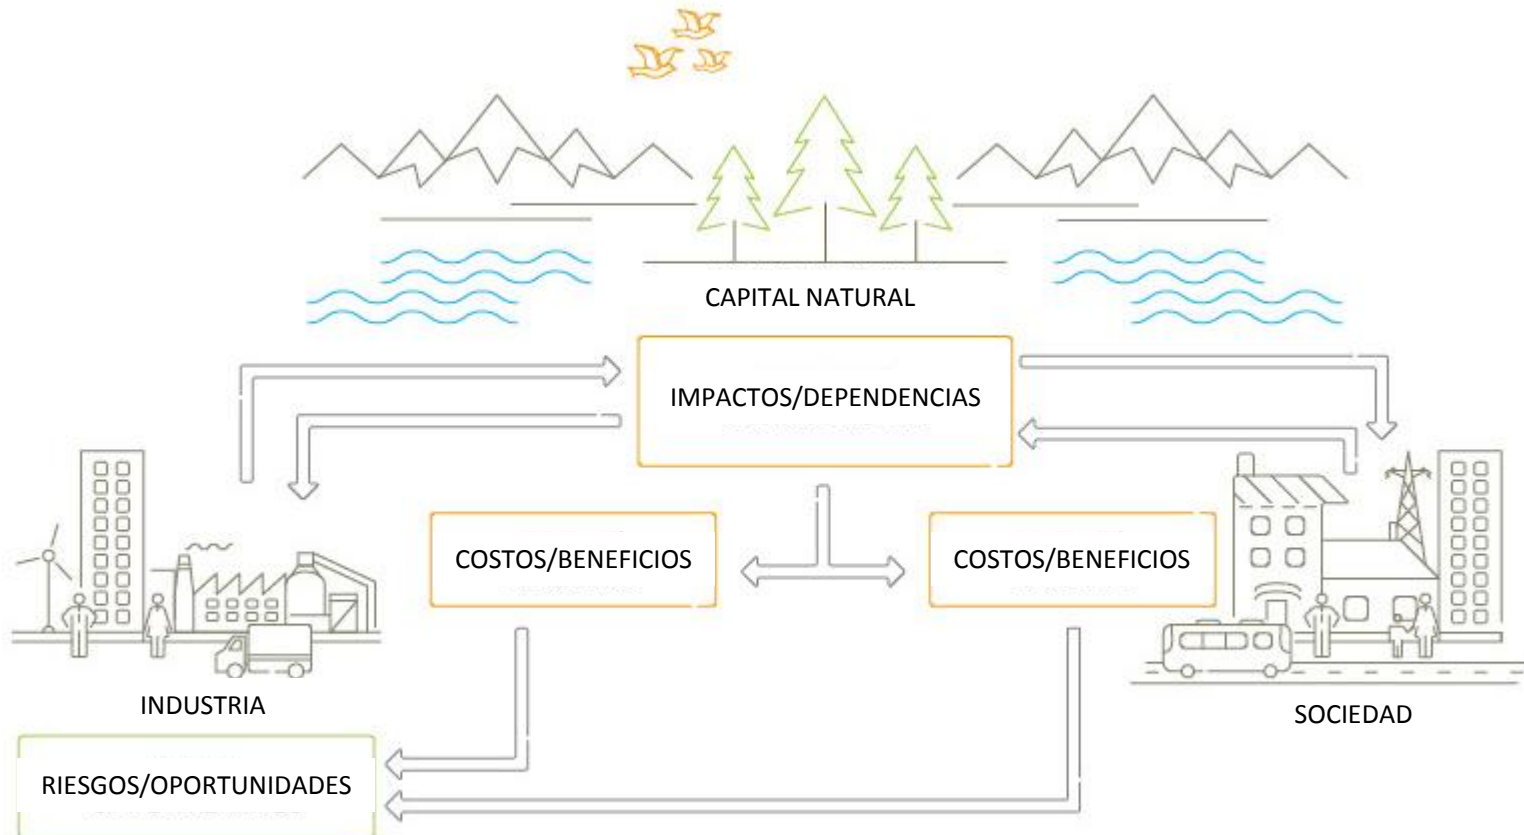 CAPITAL NATURAL
IMPACTOS/DEPENDENCIAS
COSTOS/BENEFICIOS
COSTOS/BENEFICIOS
INDUSTRIA
SOCIEDAD
RIESGOS/OPORTUNIDADES